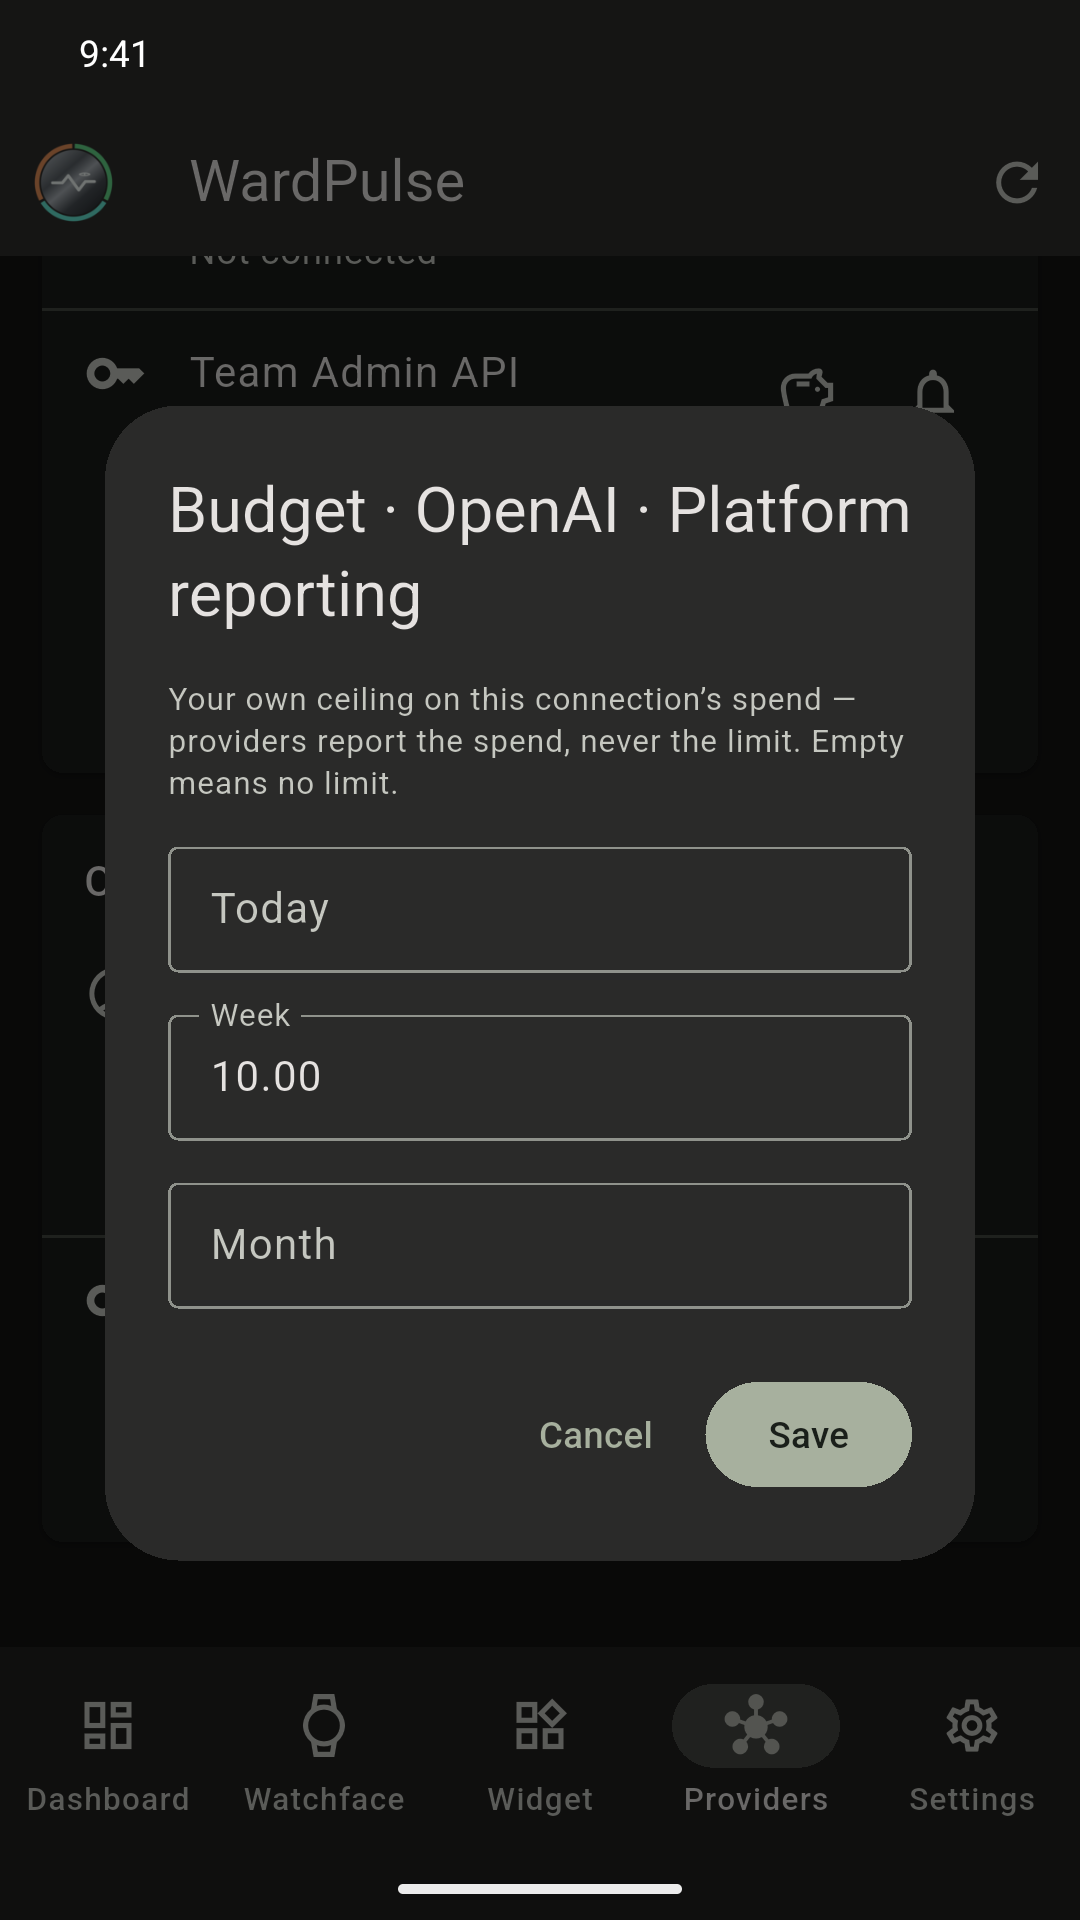 9:41
WardPulse
Not connected
Team Admin API
Budget · OpenAI · Platform
reporting
Your own ceiling on this connection’s spend —
providers report the spend, never the limit. Empty
means no limit.
Today
Week
10.00
Month
Cancel
Save
Dashboard
Watchface
Widget
Providers
Settings